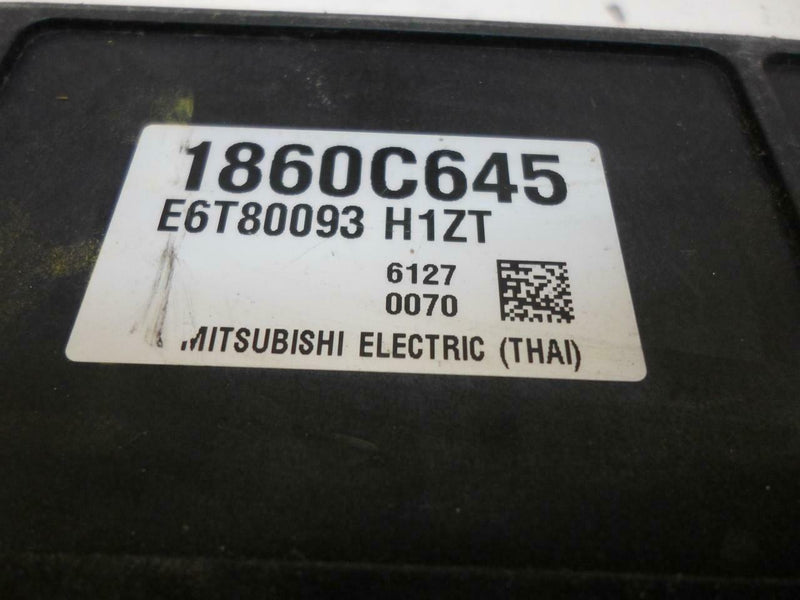 1860C645
E6T80093 H1ZT
6127
0070
MITSUBISHI ELECTRIC (THAI)